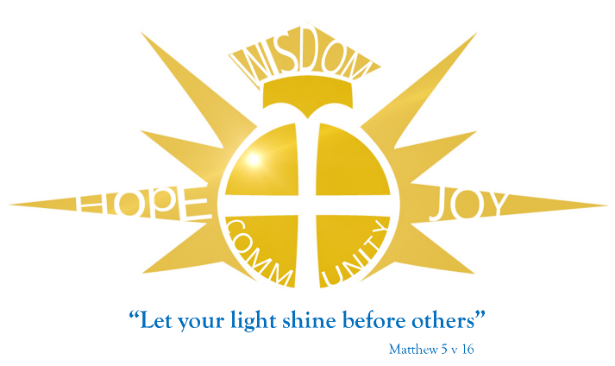 WISDOM
HOPE
JOY
COMMUNITY
“Let your light shine before others”
Matthew 5 v 16